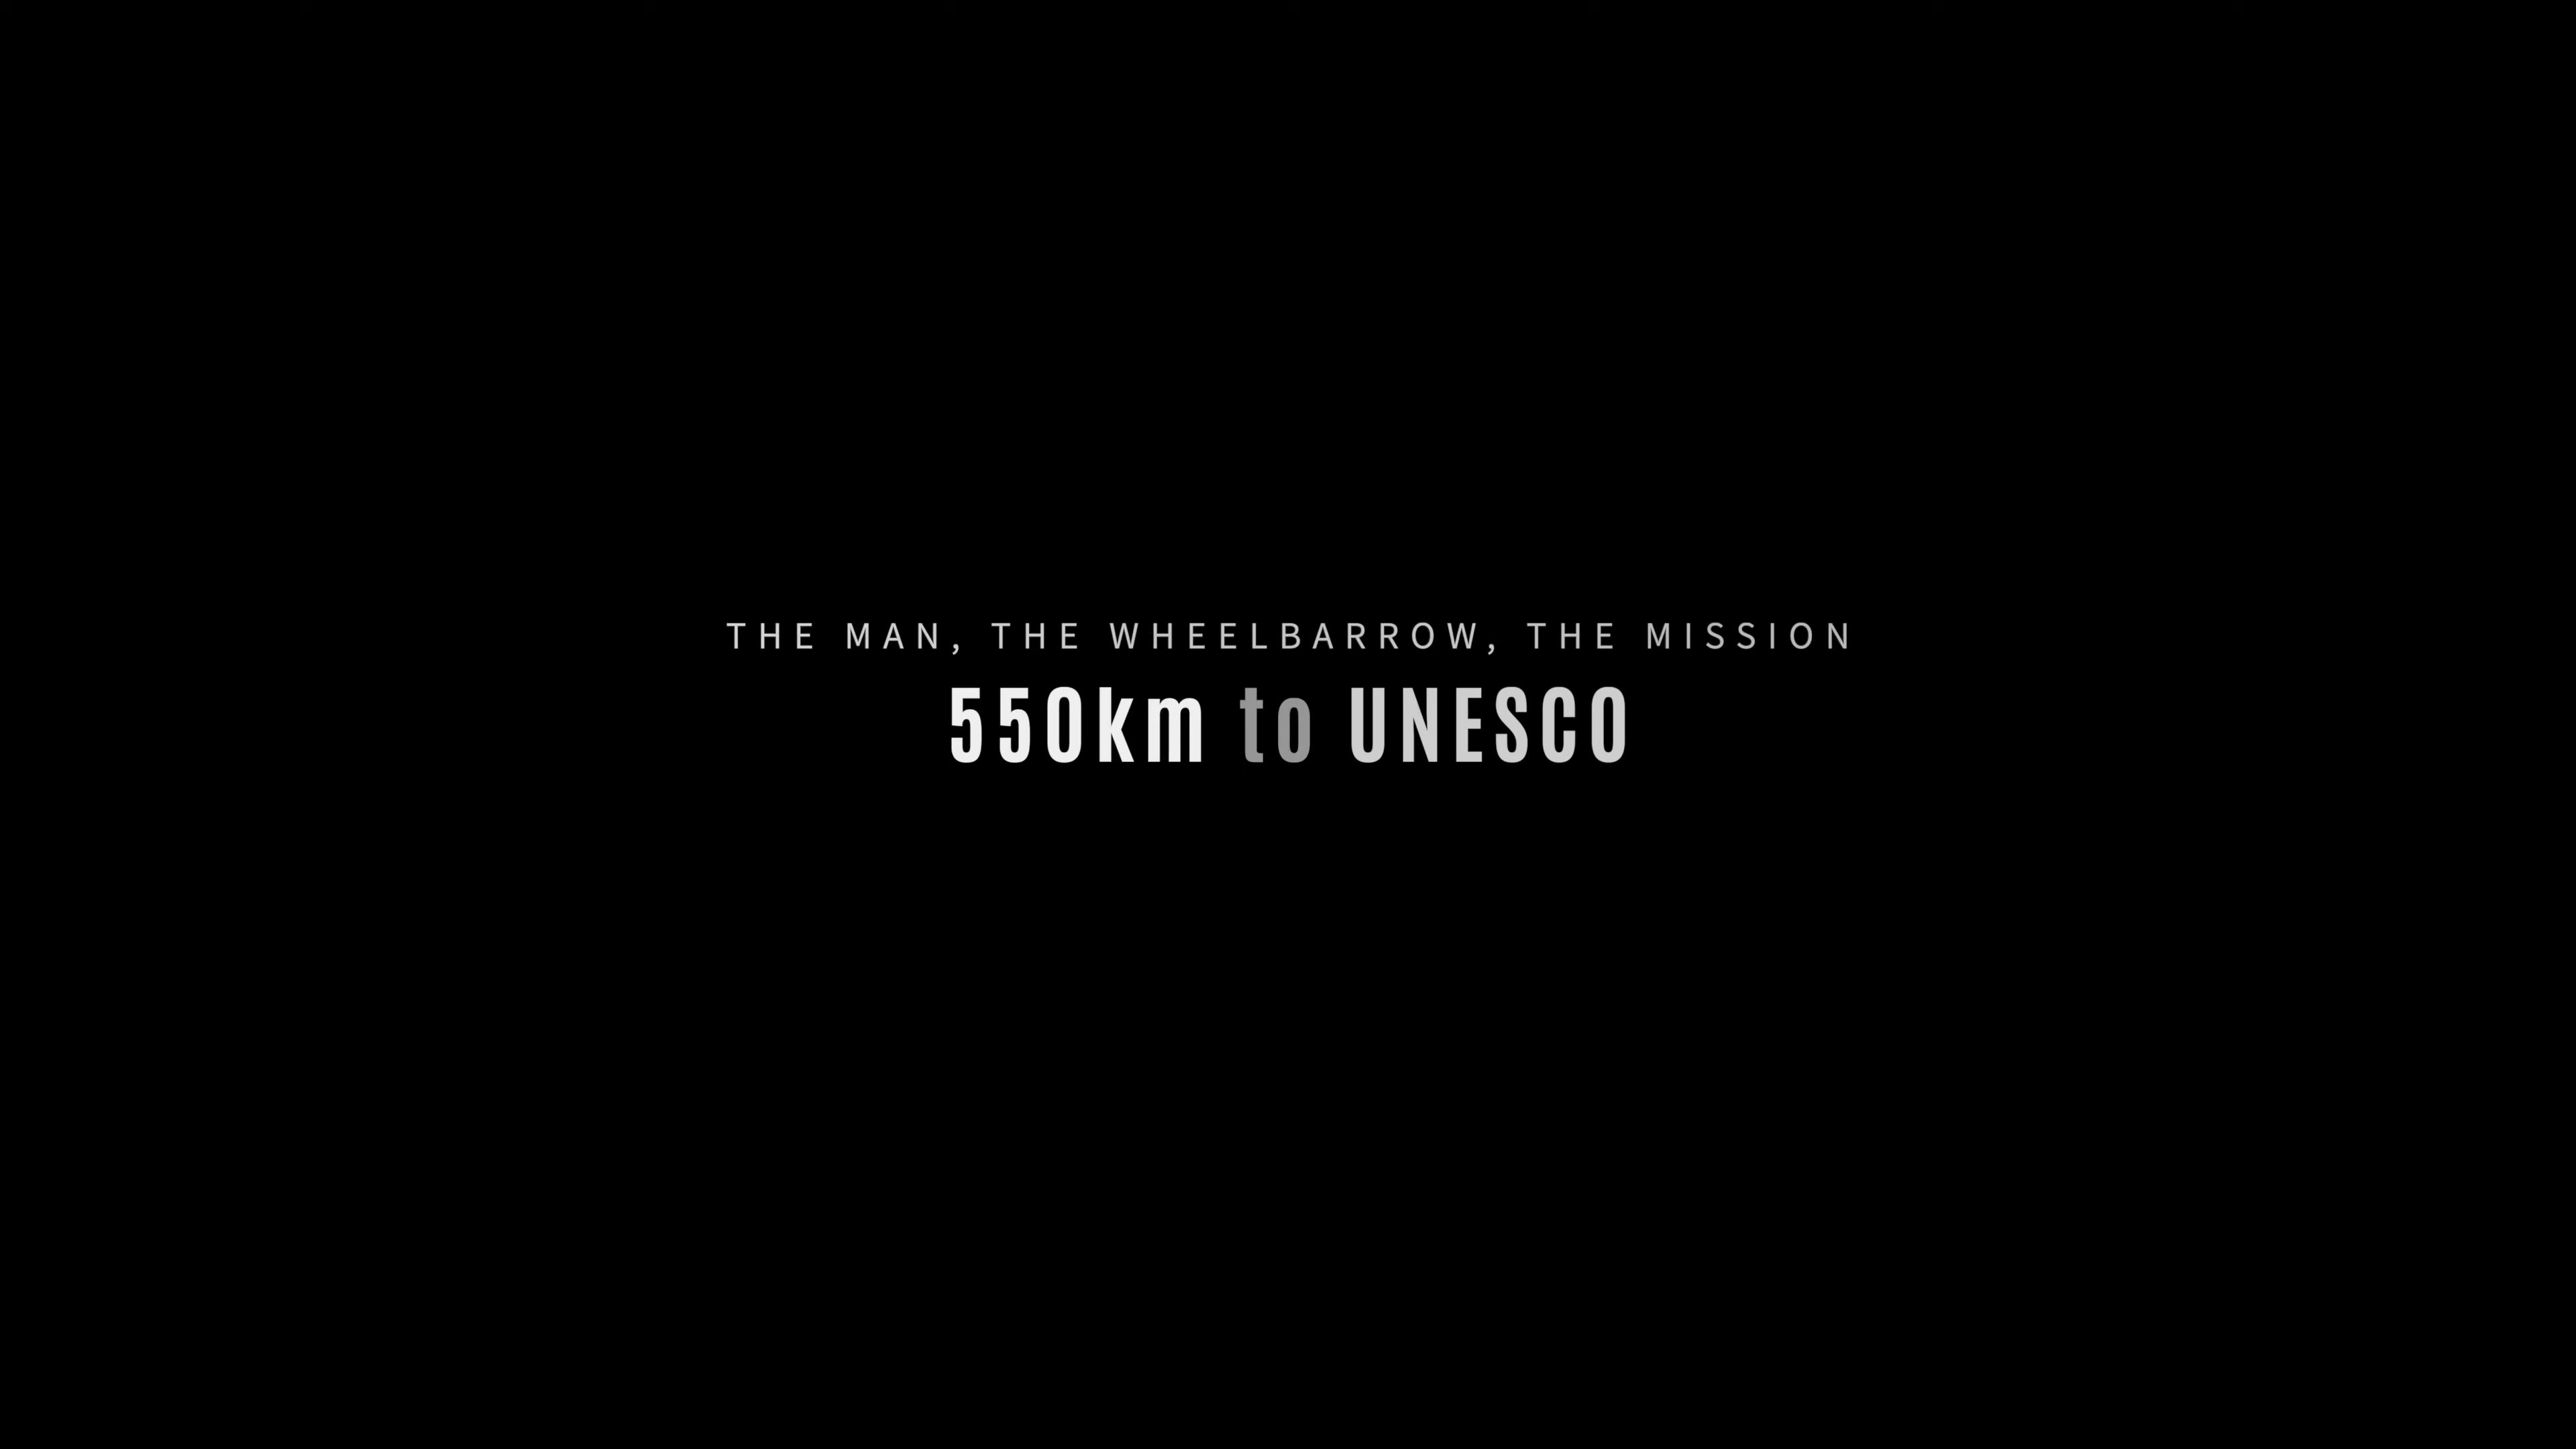 THE MAN, THE WHEELBARROW, THE MISSION
550km to UNESCO